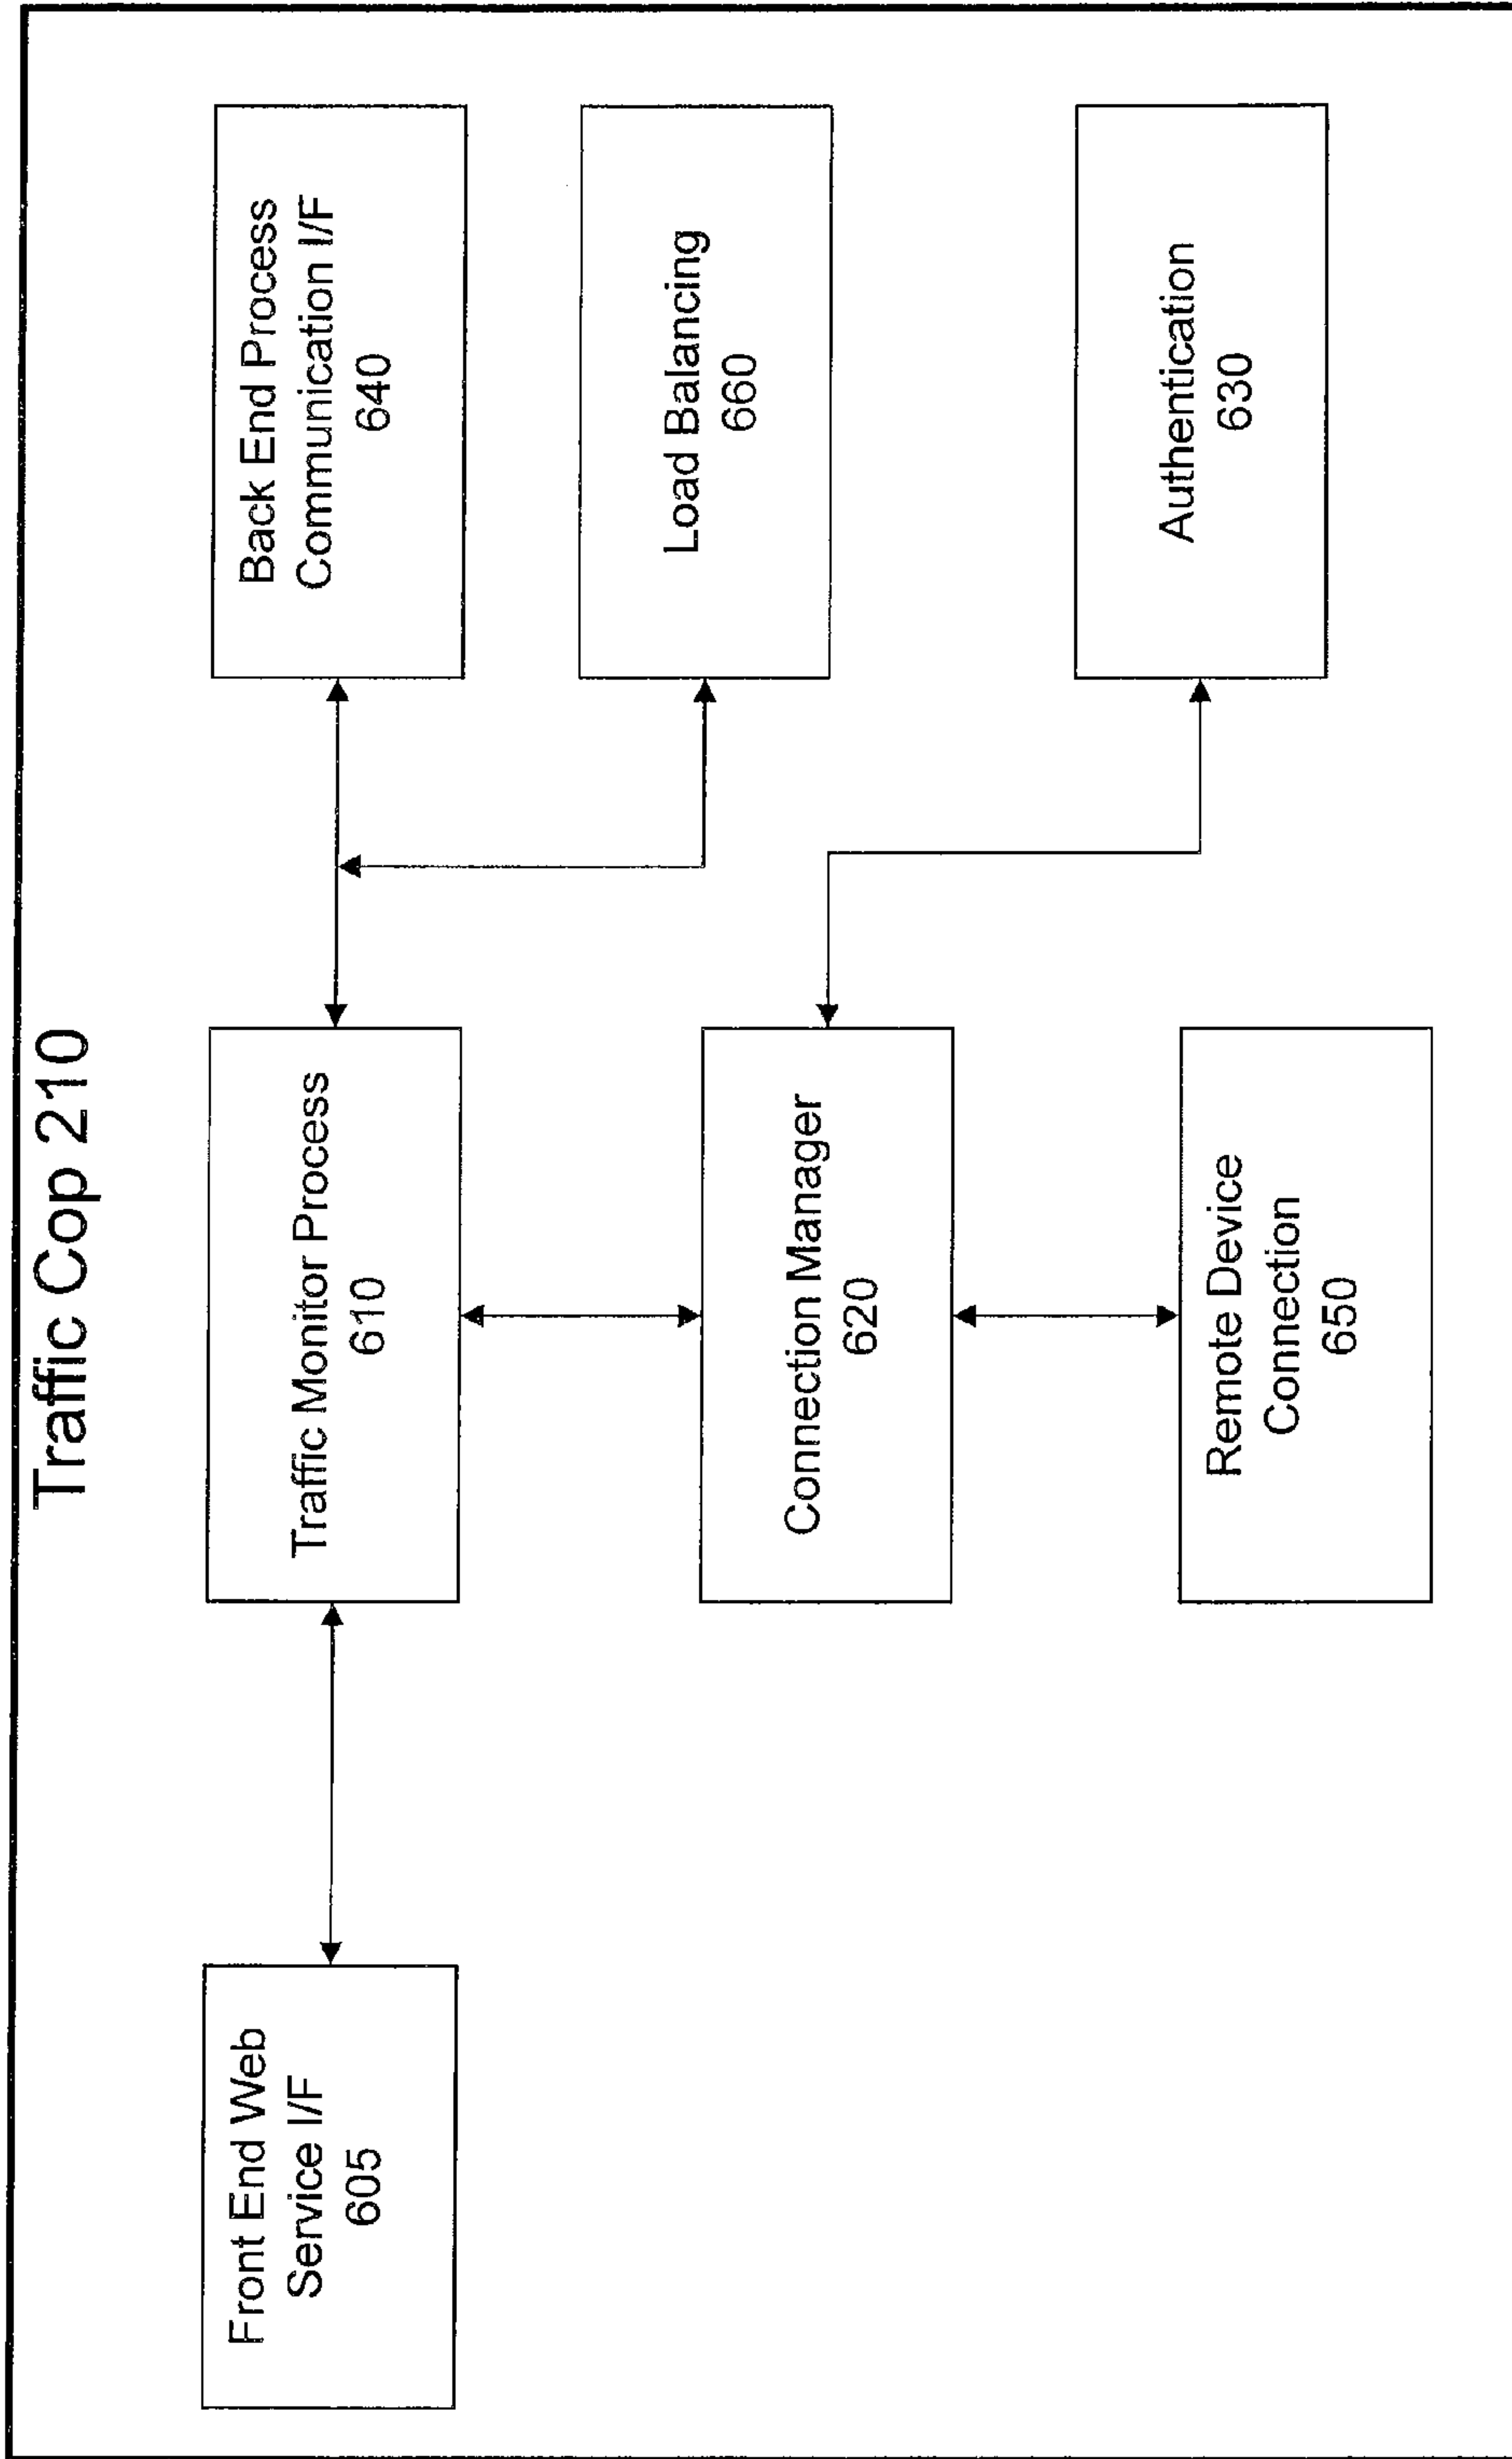 Traffic Cop 210
Front End Web
Service I/F
605
Traffic Monitor Process
610
Back End Process
Communication I/F
640
Load Balancing
660
Connection Manager
620
Authentication
630
Remote Device
Connection
650